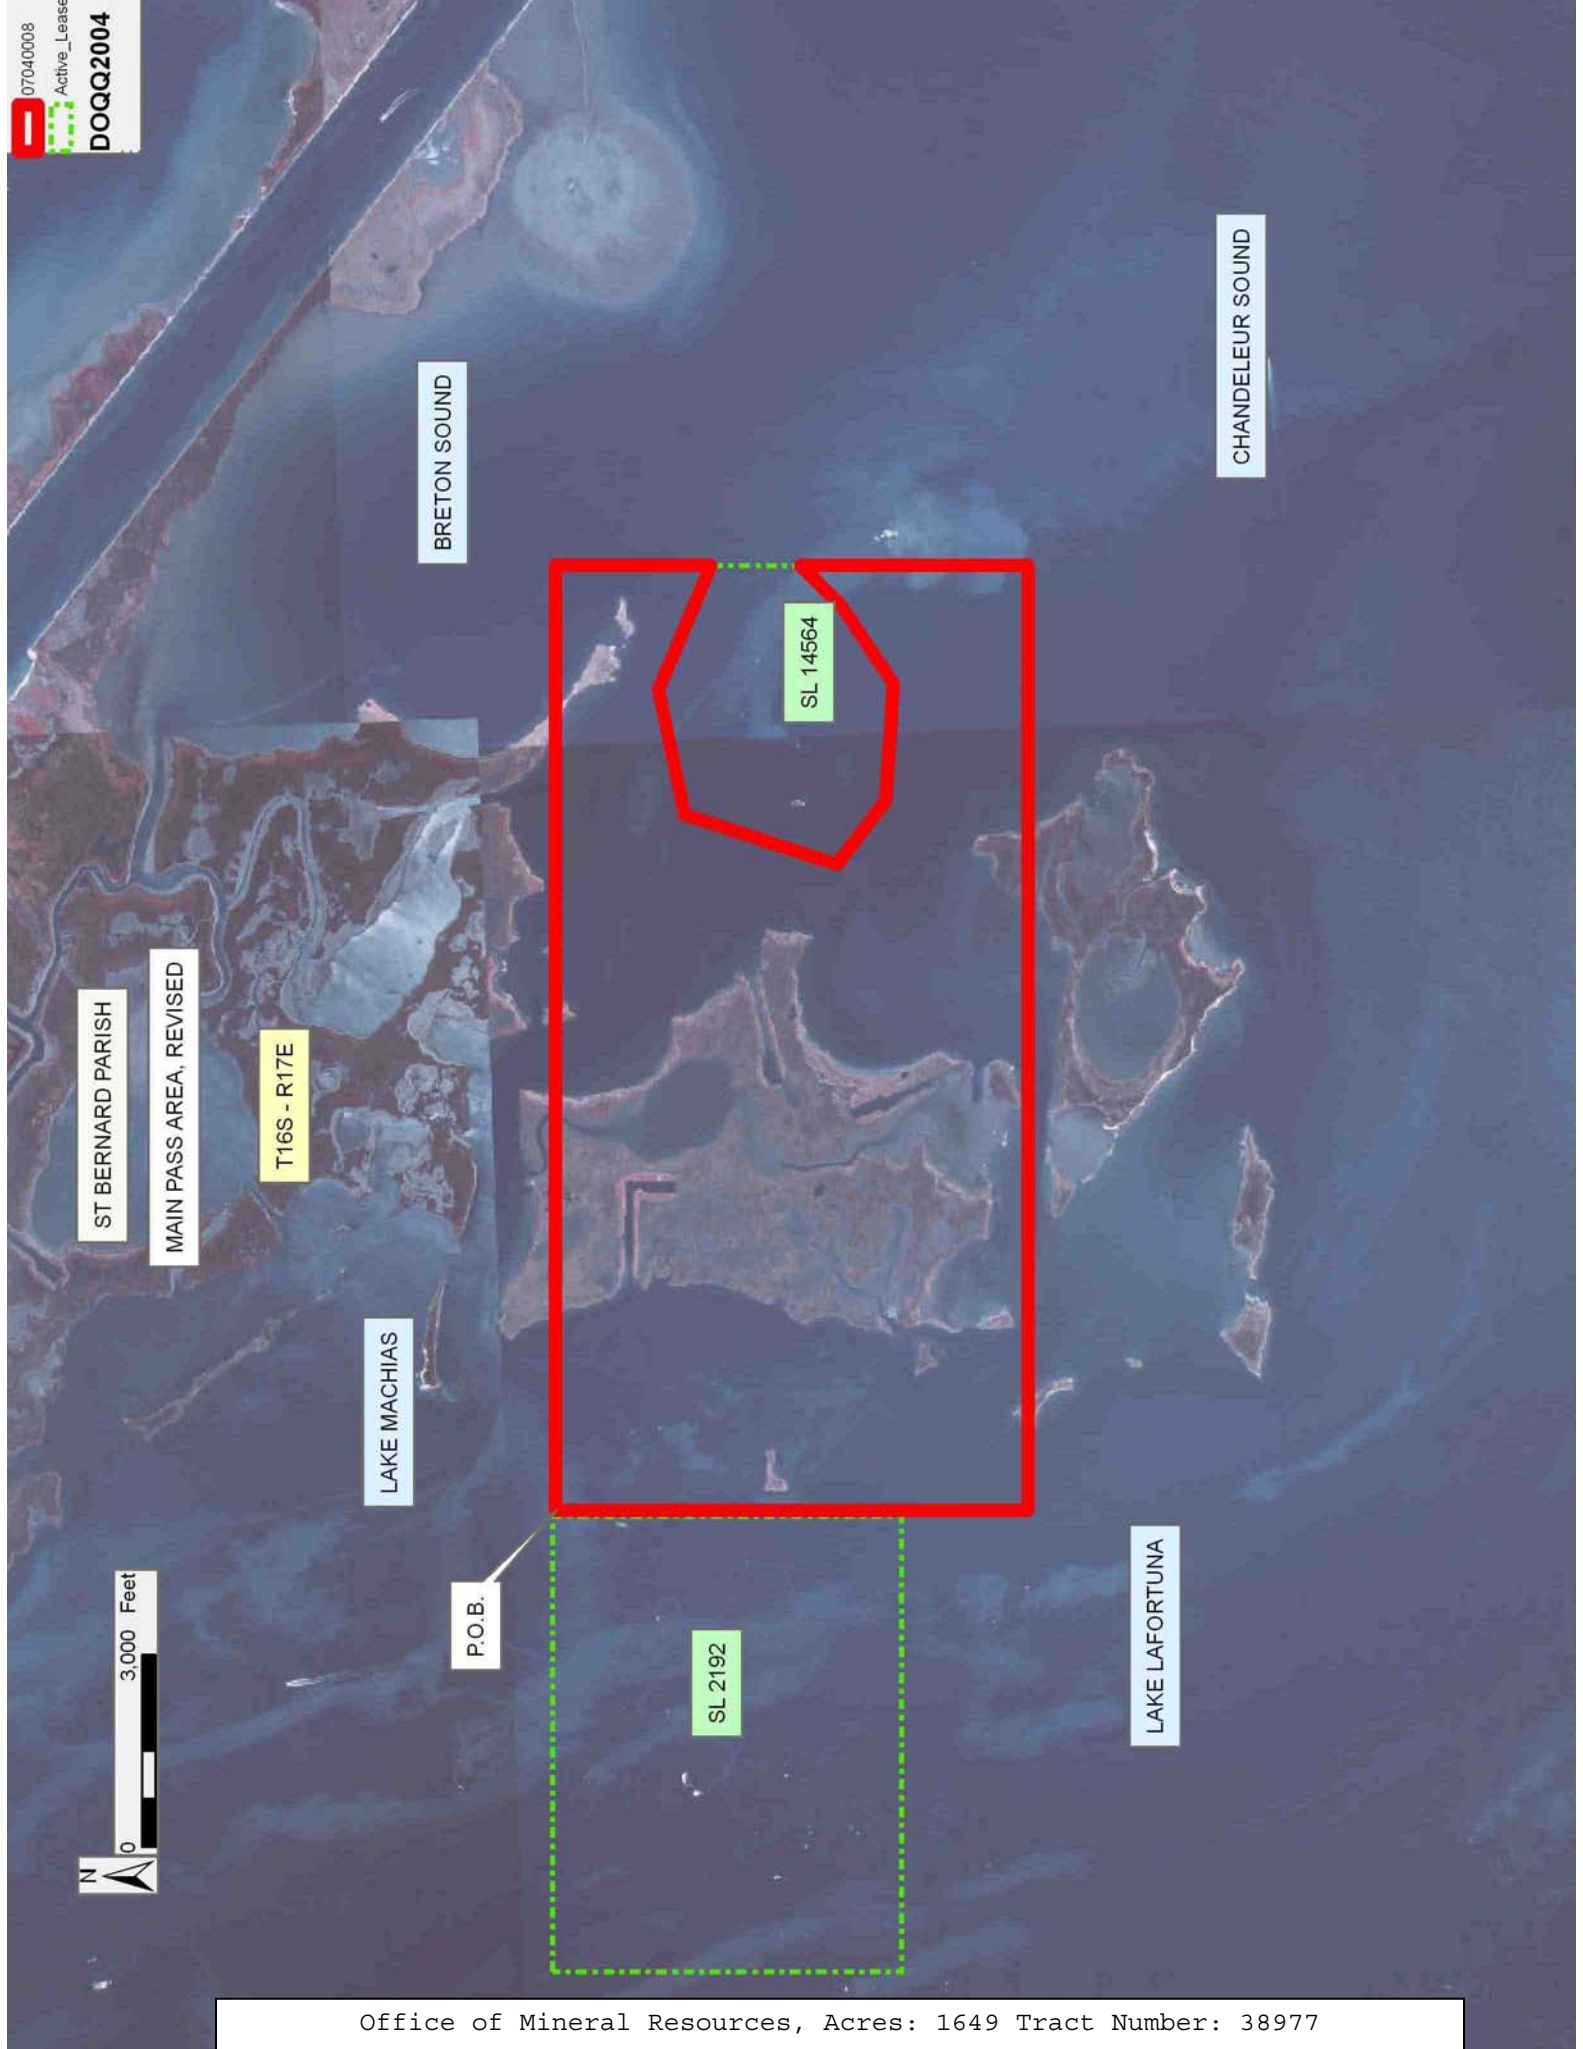 07040008
Active_Lease
DOQQ2004
N
0 3,000 Feet
ST BERNARD PARISH
MAIN PASS AREA, REVISED
T16S - R17E
LAKE MACHIAS
BRETON SOUND
P.O.B.
SL 2192
SL 14564
LAKE LAFORTUNA
CHANDELEUR SOUND
Office of Mineral Resources, Acres: 1649 Tract Number: 38977